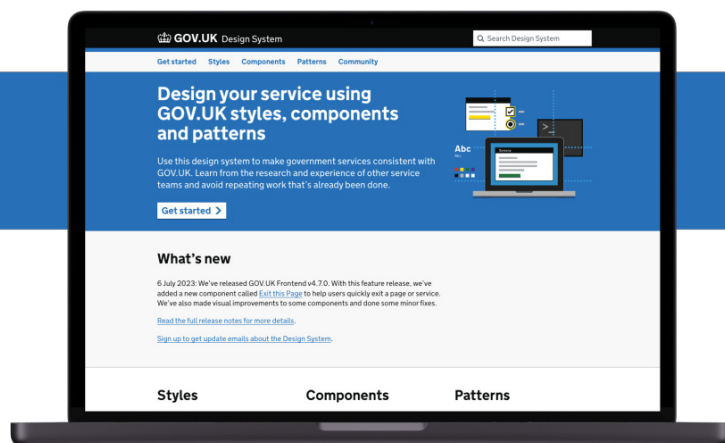 GOV.UK Design System
Search Design System
Get started Styles Components Patterns Community
Design your service using
GOV.UK styles, components
and patterns
Use this design system to make government services consistent with
GOV.UK. Learn from the research and experience of other service
teams and avoid repeating work that's already been done.
Get started
Abc
What's new
6 July 2023: We've released GOV.UK Frontend v4.7.0. With this feature release, we've
added a new component called Exit this Page to help users quickly exit a page or service.
We've also made visual improvements to some components and done some minor fixes.
Read the full release notes for more details.
Sign up to get update emails about the Design System.
Styles Components Patterns